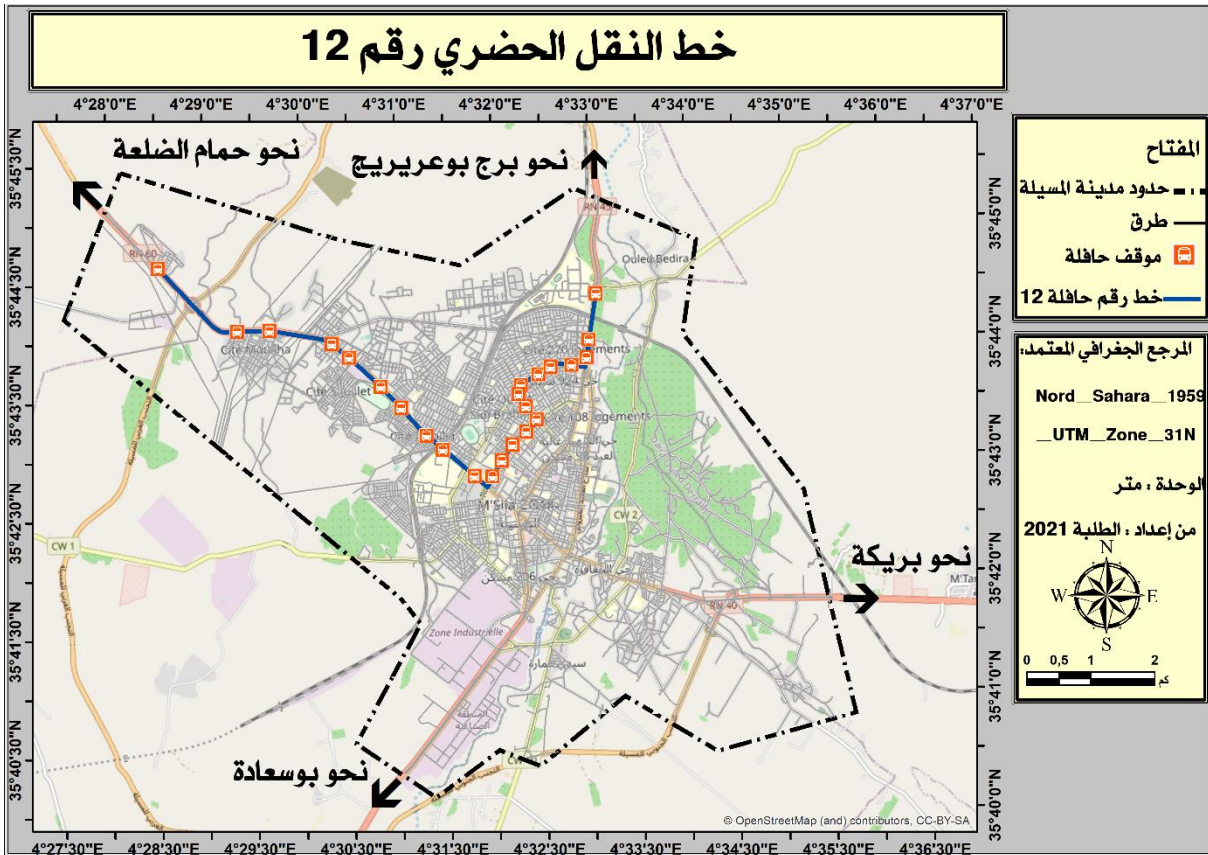 خط النقل الحضري رقم 12
4°28'0"E 4°29'0"E 4°30'0"E 4°31'0"E 4°32'0"E 4°33'0"E 4°34'0"E 4°35'0"E 4°36'0"E 4°37'0"E
نحو حمام الضلعة
نحو برج بوعريريج
RN 45
RN 60
Ouled Bedira
Cité Mouilha
CW 2
M'Sila المسيلة
CW 1
نحو بريكة
RN 40
Zone Industrielle
سيدي عمارة
المنطقة الصناعية
نحو بوسعادة
© OpenStreetMap (and) contributors, CC-BY-SA
35°45'30"N
35°44'30"N
35°43'30"N
35°42'30"N
35°41'30"N
35°40'30"N
35°45'0"N
35°44'0"N
35°43'0"N
35°42'0"N
35°41'0"N
35°40'0"N
4°27'30"E 4°28'30"E 4°29'30"E 4°30'30"E 4°31'30"E 4°32'30"E 4°33'30"E 4°34'30"E 4°35'30"E 4°36'30"E
المفتاح
حدود مدينة المسيلة
طرق
موقف حافلة
خط رقم حافلة 12
المرجع الجغرافي المعتمد:
Nord_Sahara_1959
_UTM_Zone_31N
الوحدة : متر
من إعداد : الطلبة 2021
N
W E
S
0 0,5 1 2
كم